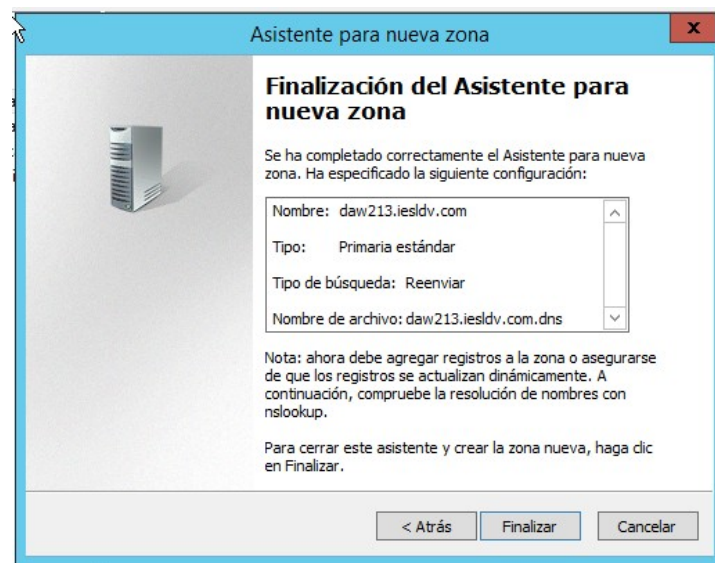 Asistente para nueva zona
x
Finalización del Asistente para
nueva zona
Se ha completado correctamente el Asistente para nueva
zona. Ha especificado la siguiente configuración:
Nombre: daw213.iesldv.com
Tipo: Primaria estándar
Tipo de búsqueda: Reenviar
Nombre de archivo: daw213.iesldv.com.dns
Nota: ahora debe agregar registros a la zona o asegurarse
de que los registros se actualizan dinámicamente. A
continuación, compruebe la resolución de nombres con
nslookup.
Para cerrar este asistente y crear la zona nueva, haga clic
en Finalizar.
< Atrás
Finalizar
Cancelar